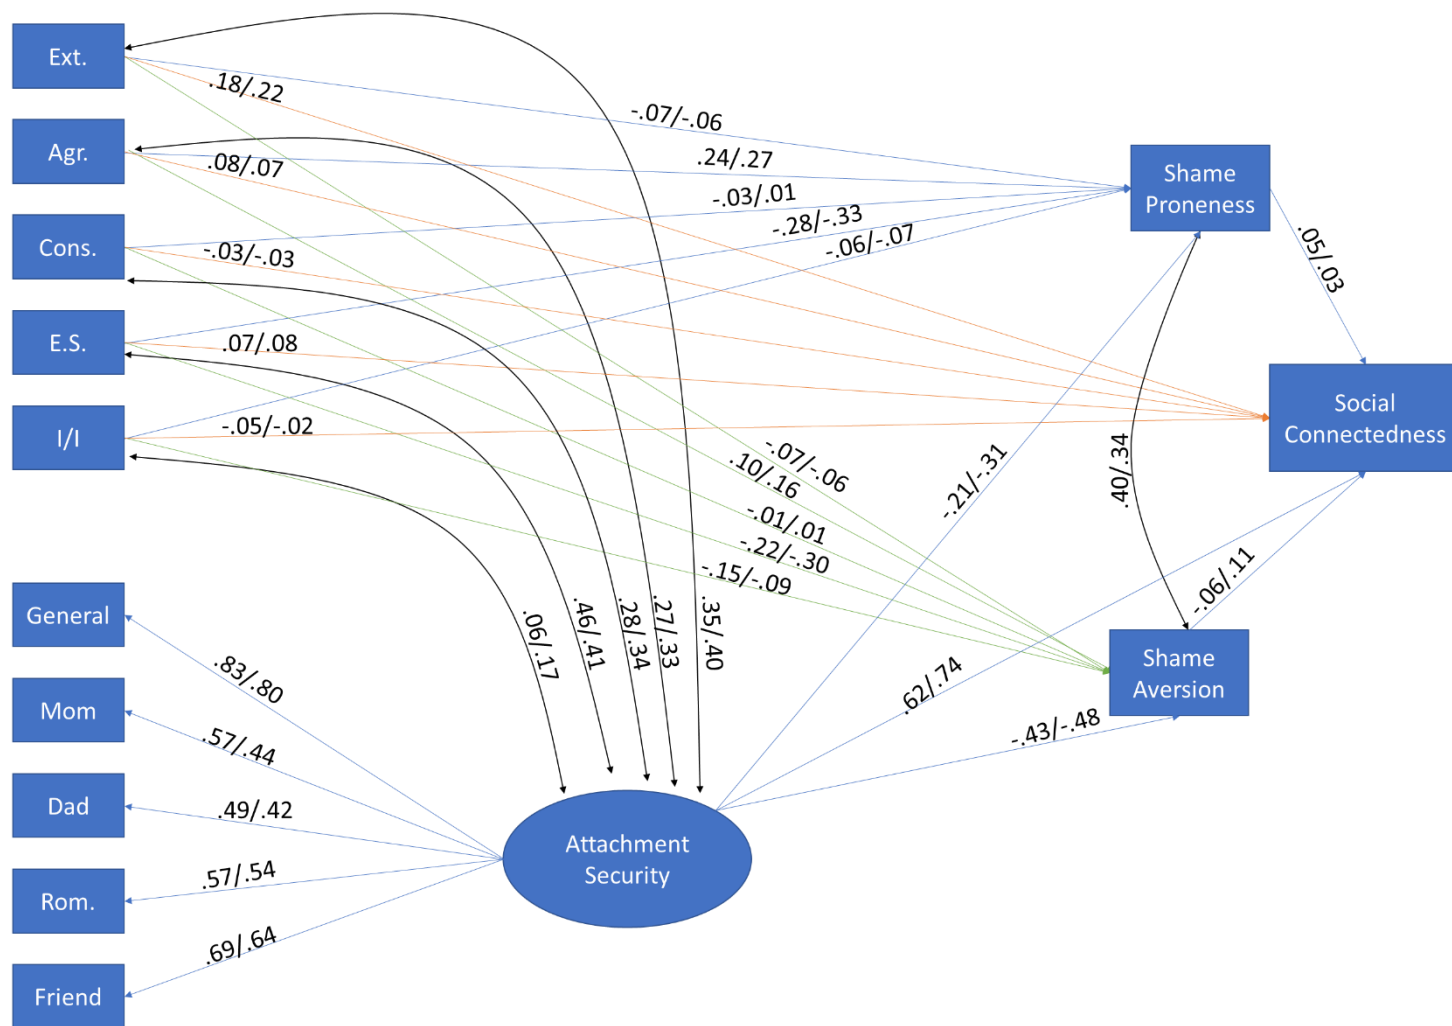 Ext.
Agr.
Cons.
E.S.
I/I
General
Mom
Dad
Rom.
Friend
.18/.22
.08/.07
-.03/-.03
.07/.08
-.05/-.02
-.07/-.06
.24/.27
-.03/.01
-.28/-.33
-.06/-.07
Shame
Proneness
.05/.03
Social
Connectedness
-.07/-.06
.10/.16
-.01/.01
-.22/-.30
-.15/-.09
-.21/-.31
.40/.34
-.06/.11
.62/.74
-.43/-.48
Shame
Aversion
.06/.17
.46/.41
.28/.34
.27/.33
.35/.40
.83/.80
.57/.44
.49/.42
.57/.54
.69/.64
Attachment
Security